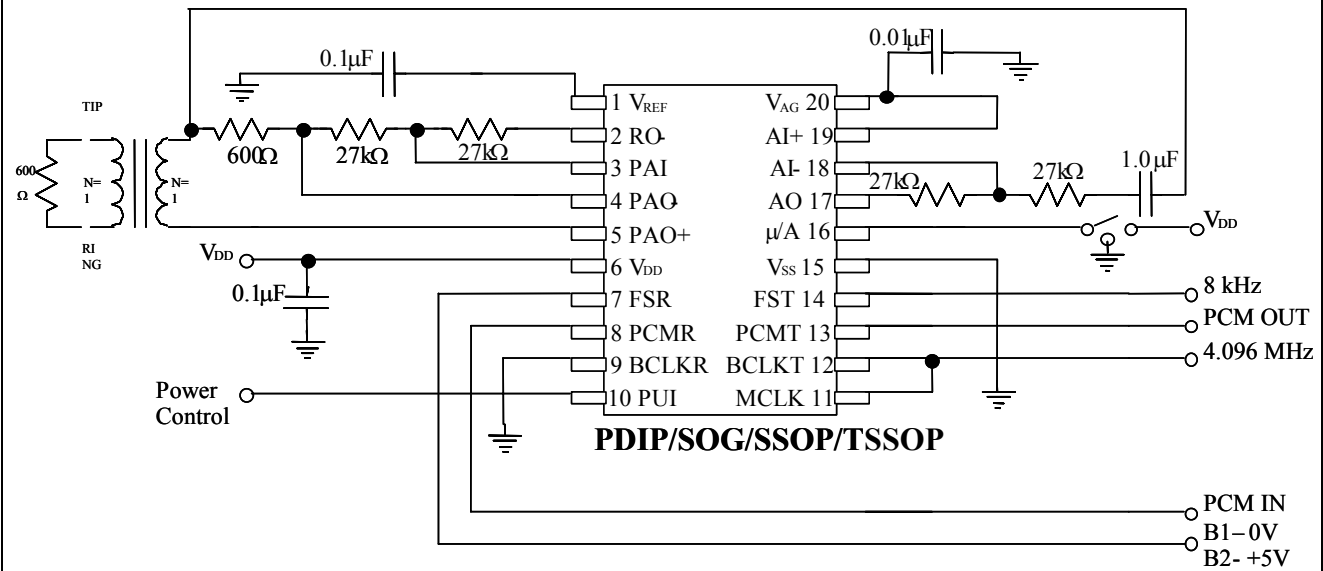 0.1µF
0.01µF
TIP
600Ω
27kΩ
27kΩ
600
Ω
N=
1
N=
1
RI
NG
1 VREF
2 RO-
3 PAI
4 PAO-
5 PAO+
6 VDD
7 FSR
8 PCMR
9 BCLKR
10 PUI
VAG 20
AI+ 19
AI- 18
AO 17
µ/A 16
VSS 15
FST 14
PCMT 13
BCLKT 12
MCLK 11
27kΩ
27kΩ
1.0 µF
VDD
VDD
0.1µF
8 kHz
PCM OUT
4.096 MHz
Power
Control
PDIP/SOG/SSOP/TSSOP
PCM IN
B1–0V
B2- +5V